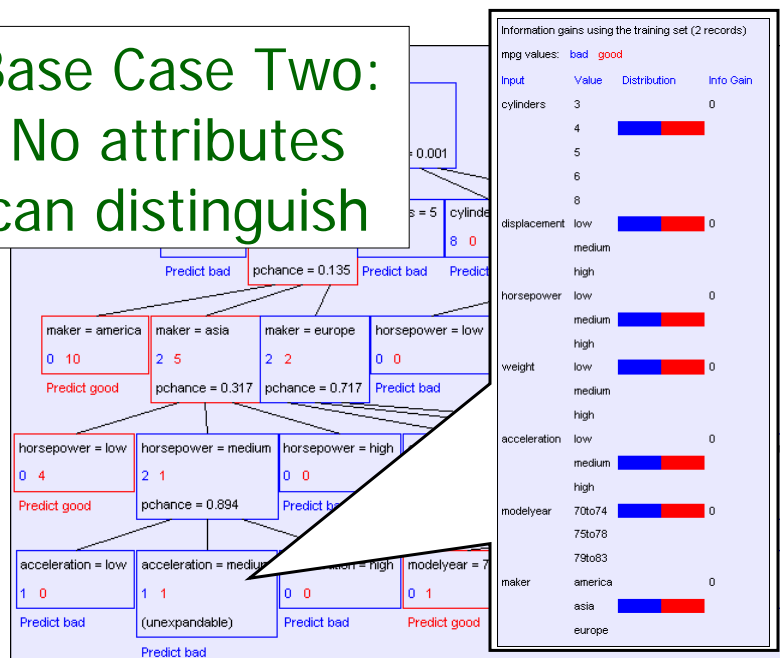 Base Case Two:
No attributes
can distinguish
= 0.001
s = 5
8 0
Predict bad
pchance = 0.135
Predict bad
maker = america
0 10
Predict good
maker = asia
2 5
pchance = 0.317
maker = europe
2 2
pchance = 0.717
horsepower = low
0 0
Predict bad
horsepower = low
0 4
Predict good
horsepower = medium
2 1
pchance = 0.894
horsepower = high
0 0
acceleration = low
1 0
Predict bad
acceleration = medium
1 1
(unexpandable)
Predict bad
= high
0 0
Predict bad
modelyear = 7
0 1
Predict good
Information gains using the training set (2 records)
mpg values: bad good
Input Value Distribution Info Gain
cylinders 3 0
4
5
6
8
displacement low 0
medium
high
horsepower low 0
medium
high
weight low 0
medium
high
acceleration low 0
medium
high
modelyear 70to74 0
75to78
79to83
maker america 0
asia
europe